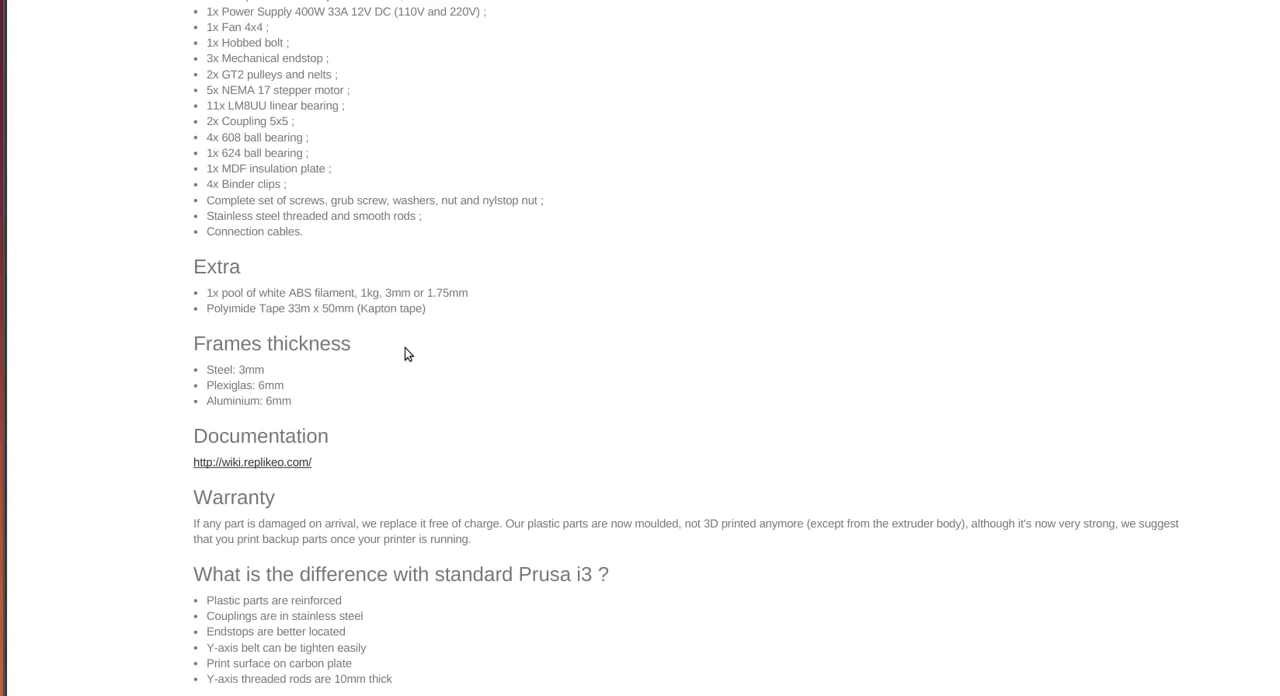 1x Power Supply 400W 33A 12V DC (110V and 220V) ;
1x Fan 4x4 ;
1x Hobbed bolt ;
3x Mechanical endstop ;
2x GT2 pulleys and nelts ;
5x NEMA 17 stepper motor ;
11x LM8UU linear bearing ;
2x Coupling 5x5 ;
4x 608 ball bearing ;
1x 624 ball bearing ;
1x MDF insulation plate ;
4x Binder clips ;
Complete set of screws, grub screw, washers, nut and nylstop nut ;
Stainless steel threaded and smooth rods ;
Connection cables.
Extra
1x pool of white ABS filament, 1kg, 3mm or 1.75mm
Polyimide Tape 33m x 50mm (Kapton tape)
Frames thickness
Steel: 3mm
Plexiglas: 6mm
Aluminium: 6mm
Documentation
http://wiki.replikeo.com/
Warranty
If any part is damaged on arrival, we replace it free of charge. Our plastic parts are now moulded, not 3D printed anymore (except from the extruder body), although it's now very strong, we suggest
that you print backup parts once your printer is running.
What is the difference with standard Prusa i3 ?
Plastic parts are reinforced
Couplings are in stainless steel
Endstops are better located
Y-axis belt can be tighten easily
Print surface on carbon plate
Y-axis threaded rods are 10mm thick